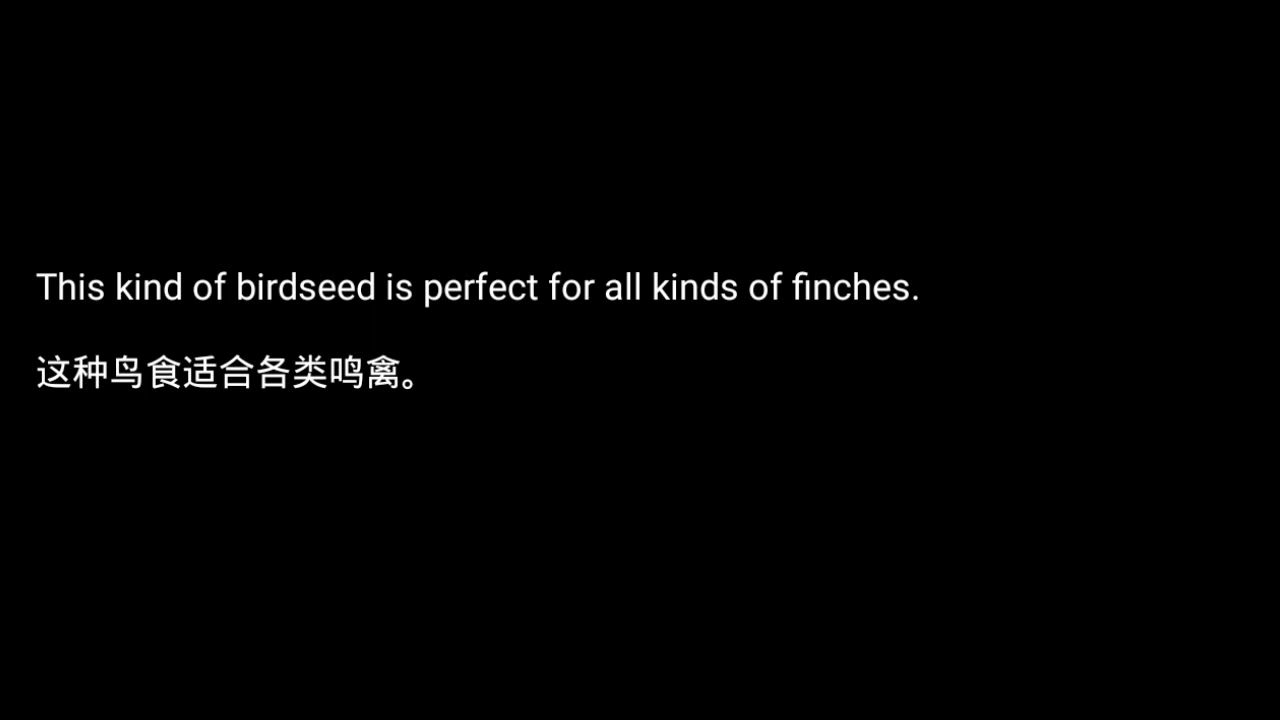 This kind of birdseed is perfect for all kinds of finches.
这种鸟食适合各类鸣禽。